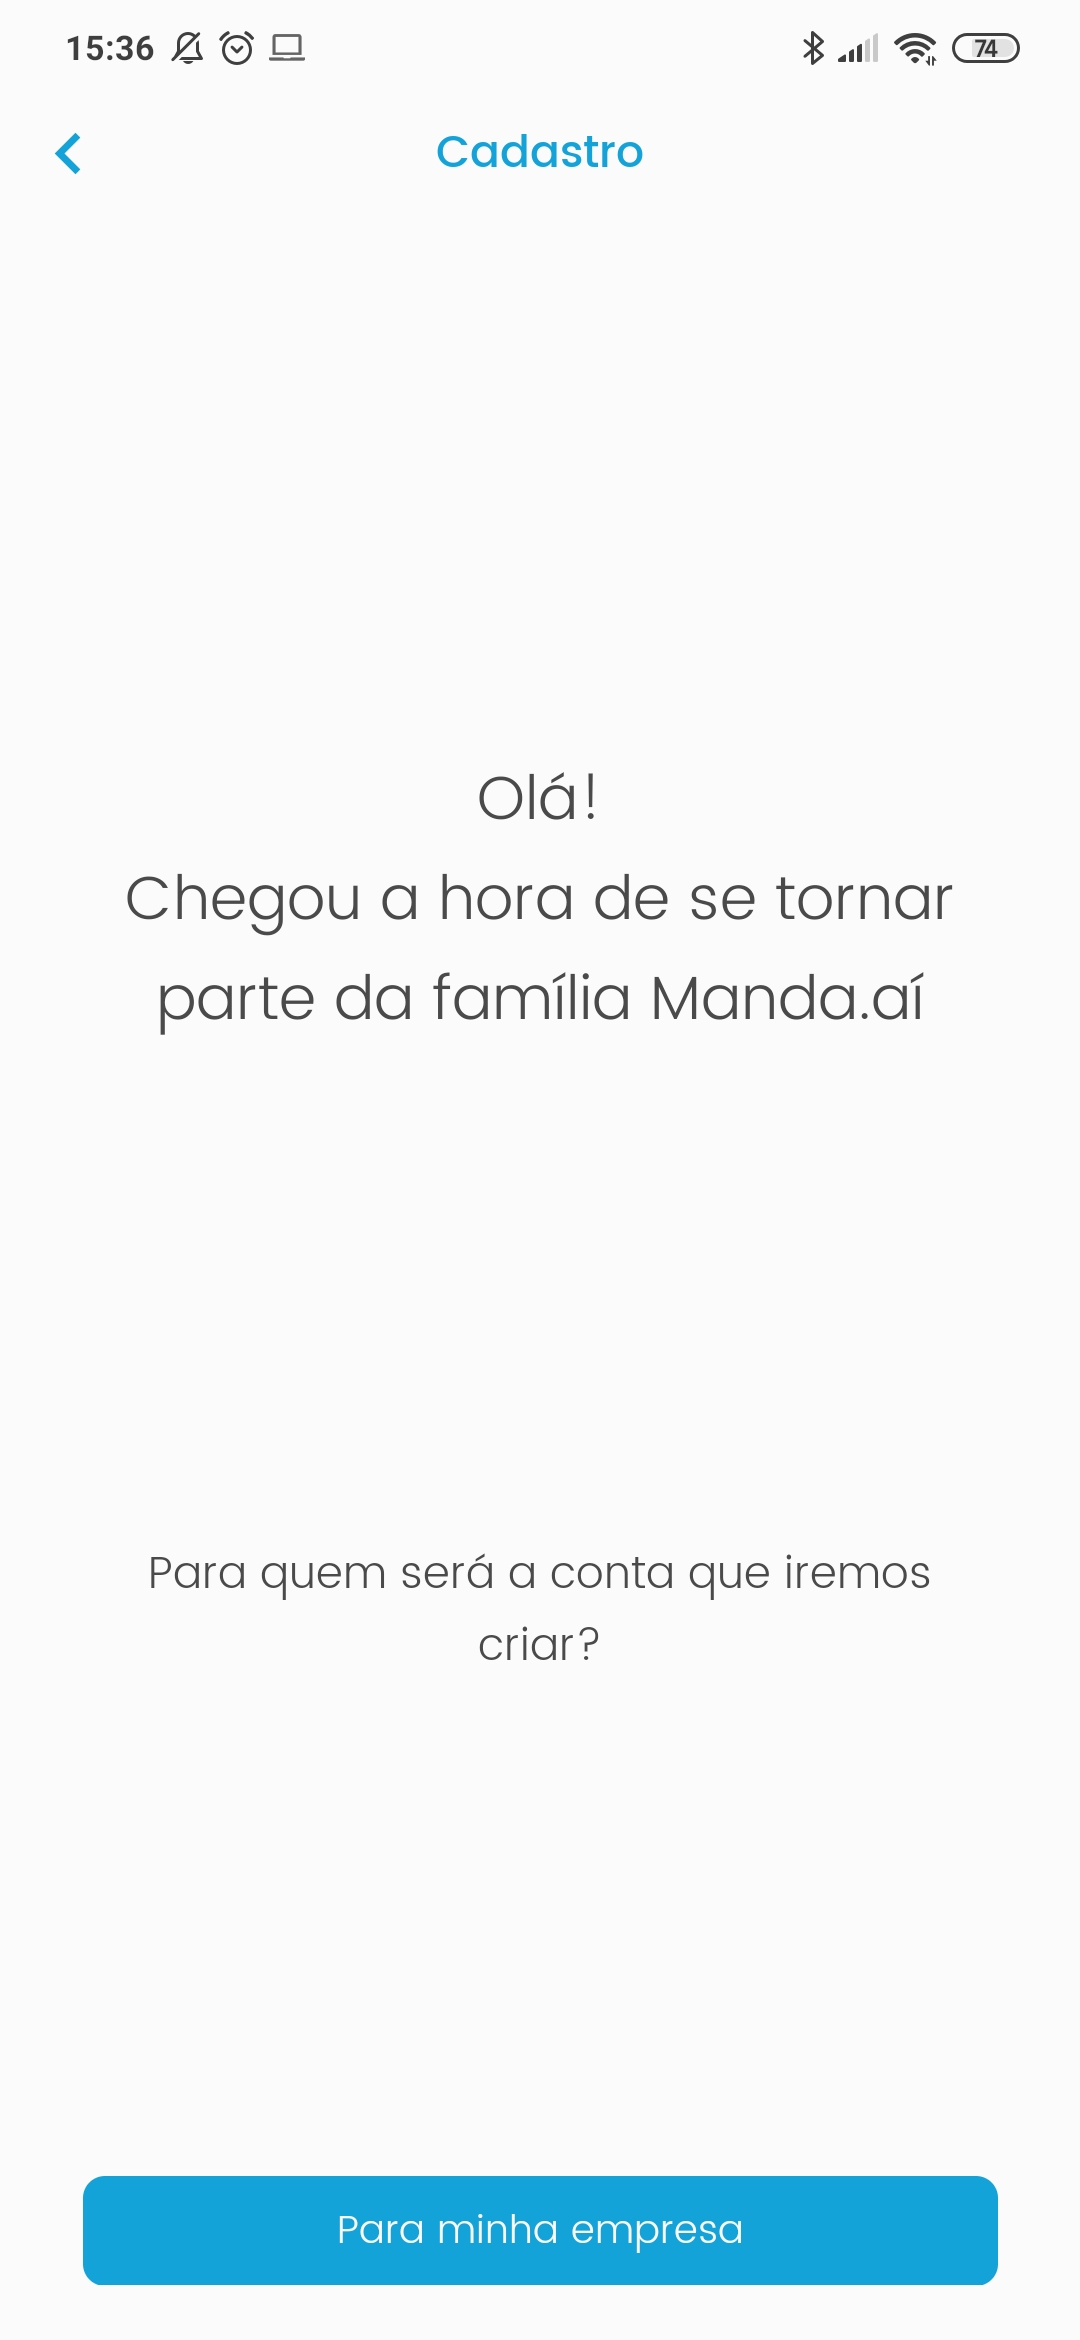 15:36
74
Cadastro
Olá!
Chegou a hora de se tornar
parte da família Manda.aí
Para quem será a conta que iremos
criar?
Para minha empresa